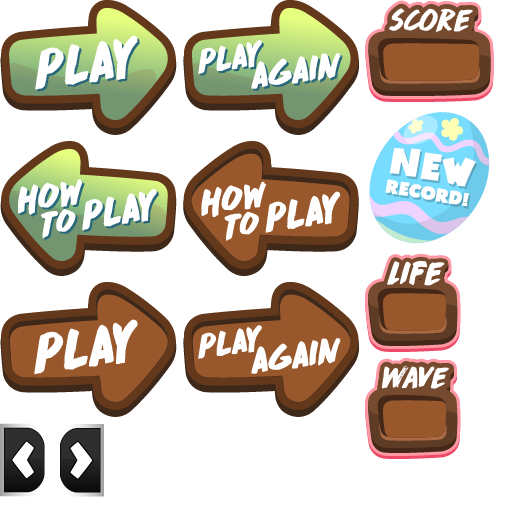 PLAY
PLAY
AGAIN
SCORE
NEW
RECORD!
HOW
TO PLAY
HOW
TO PLAY
LIFE
PLAY
PLAY
AGAIN
WAVE